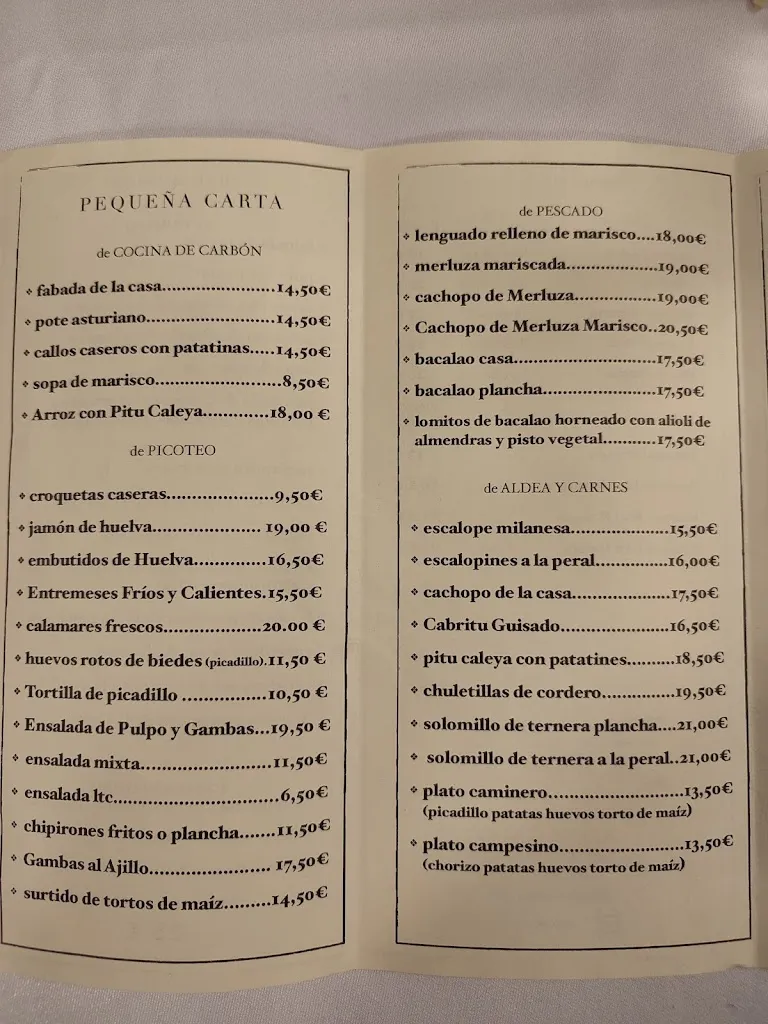 PEQUEÑA CARTA
de COCINA DE CARBÓN
fabada de la casa.......................14,50€
pote asturiano..........................14,50€
callos caseros con patatinas.....14,50€
sopa de marisco..........................8,50€
Arroz con Pitu Caleya.............18,00 €
de PICOTEO
croquetas caseras......................9,50€
jamón de huelva..................... 19,00 €
embutidos de Huelva..............16,50€
Entremeses Fríos y Calientes.15,50€
calamares frescos...................20.00 €
huevos rotos de biedes (picadillo).11,50 €
Tortilla de picadillo .................10,50 €
Ensalada de Pulpo y Gambas...19,50 €
ensalada mixta..........................11,50€
ensalada ltc.................................6,50€
chipirones fritos o plancha.......11,50€
Gambas al Ajillo........................ 17,50€
surtido de tortos de maíz.........14,50€
de PESCADO
lenguado relleno de marisco....18,00€
merluza mariscada...................19,00€
cachopo de Merluza.................19,00€
Cachopo de Merluza Marisco..20,50€
bacalao casa.............................17,50€
bacalao plancha.......................17,50€
lomitos de bacalao horneado con alioli de
almendras y pisto vegetal...........17,50€
de ALDEA Y CARNES
escalope milanesa....................15,50€
escalopines a la peral...............16,00€
cachopo de la casa....................17,50€
Cabritu Guisado......................16,50€
pitu caleya con patatines..........18,50€
chuletillas de cordero...............19,50€
solomillo de ternera plancha....21,00€
solomillo de ternera a la peral..21,00€
plato caminero...........................13,50€
(picadillo patatas huevos torto de maíz)
plato campesino.........................13,50€
(chorizo patatas huevos torto de maíz)